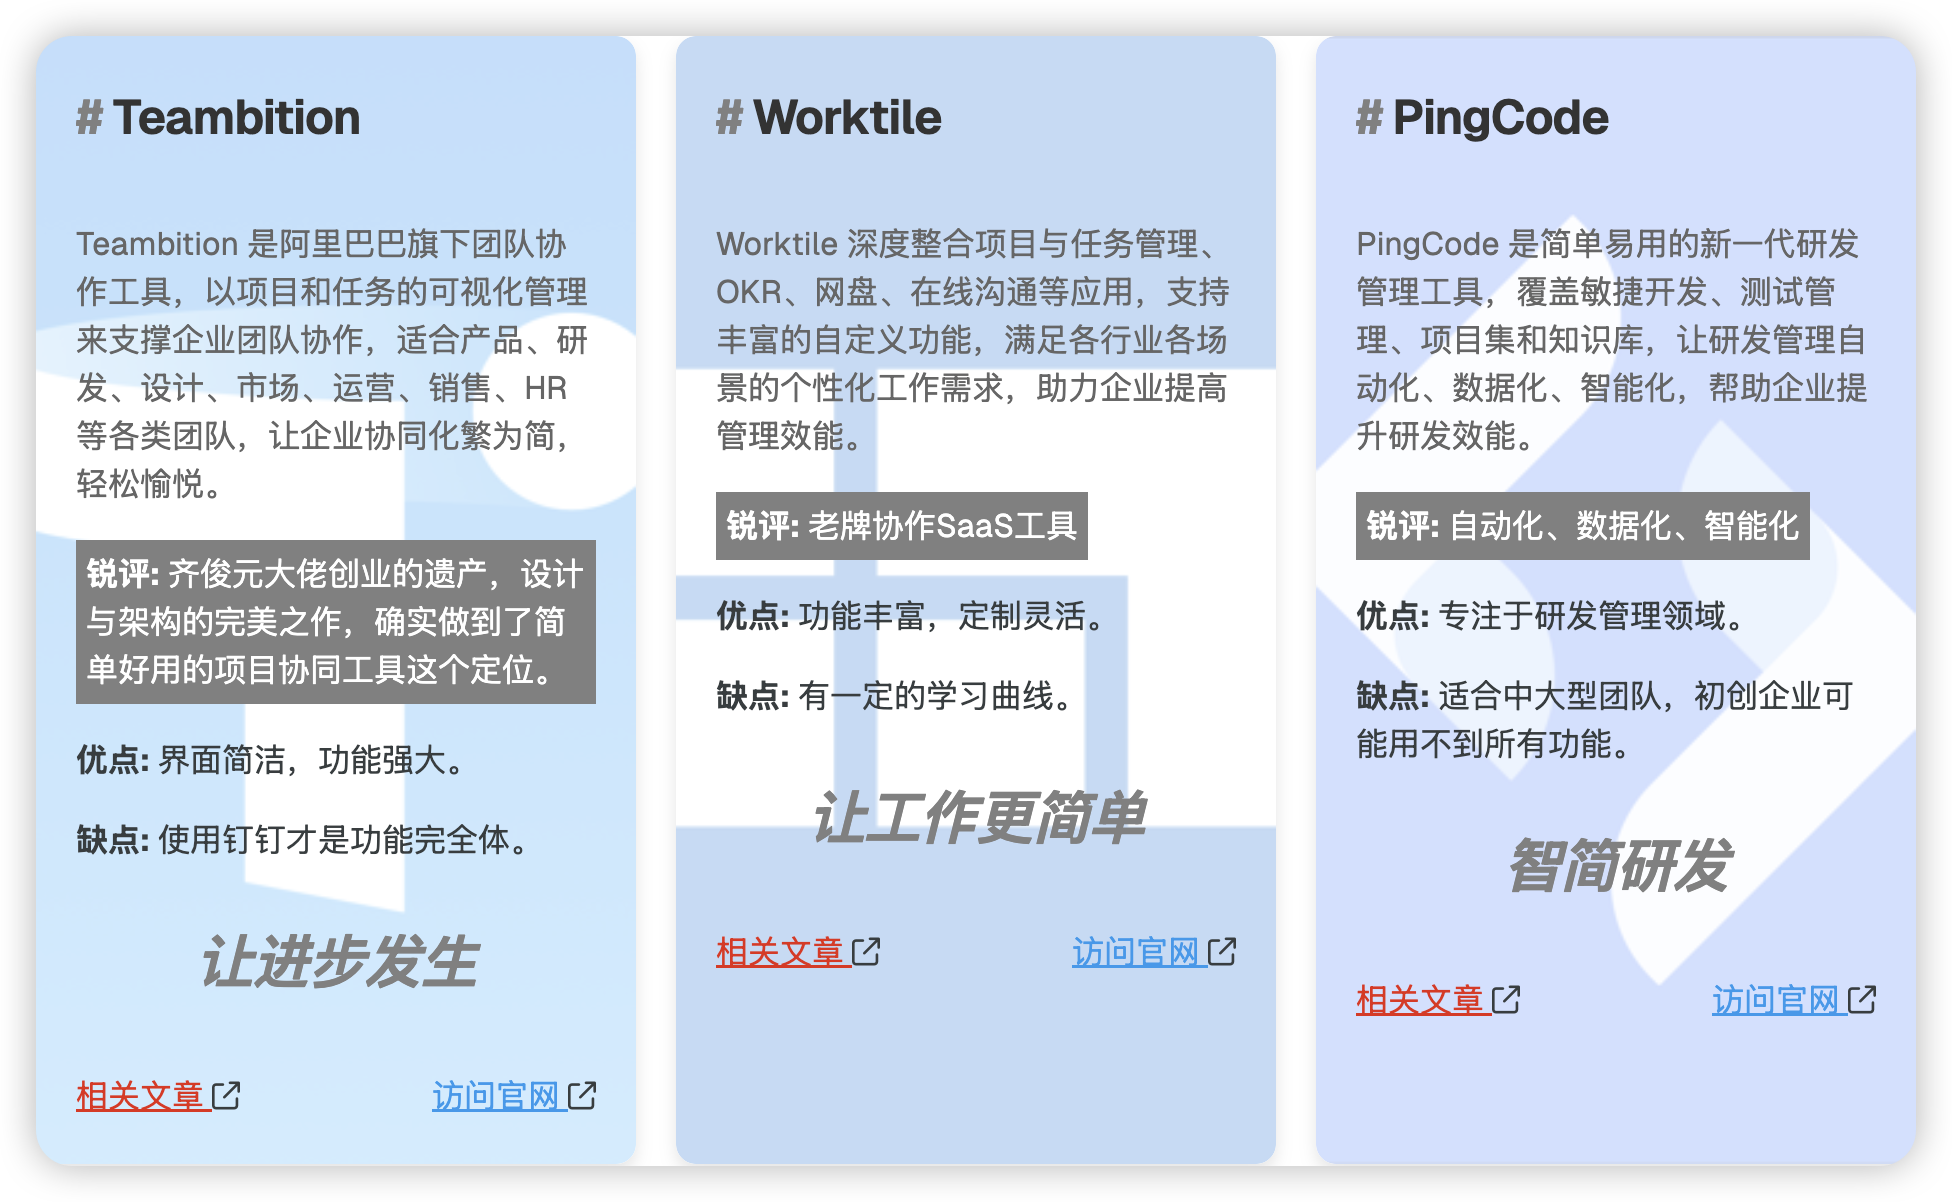 # Teambition
Teambition 是阿里巴巴旗下团队协
作工具，以项目和任务的可视化管理
来支撑企业团队协作，适合产品、研
发、设计、市场、运营、销售、HR
等各类团队，让企业协同化繁为简，
轻松愉悦。
锐评: 齐俊元大佬创业的遗产，设计
与架构的完美之作，确实做到了简
单好用的项目协同工具这个定位。
优点: 界面简洁，功能强大。
缺点: 使用钉钉才是功能完全体。
让进步发生
相关文章
访问官网
# Worktile
Worktile 深度整合项目与任务管理、
OKR、网盘、在线沟通等应用，支持
丰富的自定义功能，满足各行业各场
景的个性化工作需求，助力企业提高
管理效能。
锐评: 老牌协作SaaS工具
优点: 功能丰富，定制灵活。
缺点: 有一定的学习曲线。
让工作更简单
相关文章
访问官网
# PingCode
PingCode 是简单易用的新一代研发
管理工具，覆盖敏捷开发、测试管
理、项目集和知识库，让研发管理自
动化、数据化、智能化，帮助企业提
升研发效能。
锐评: 自动化、数据化、智能化
优点: 专注于研发管理领域。
缺点: 适合中大型团队，初创企业可
能用不到所有功能。
智简研发
相关文章
访问官网